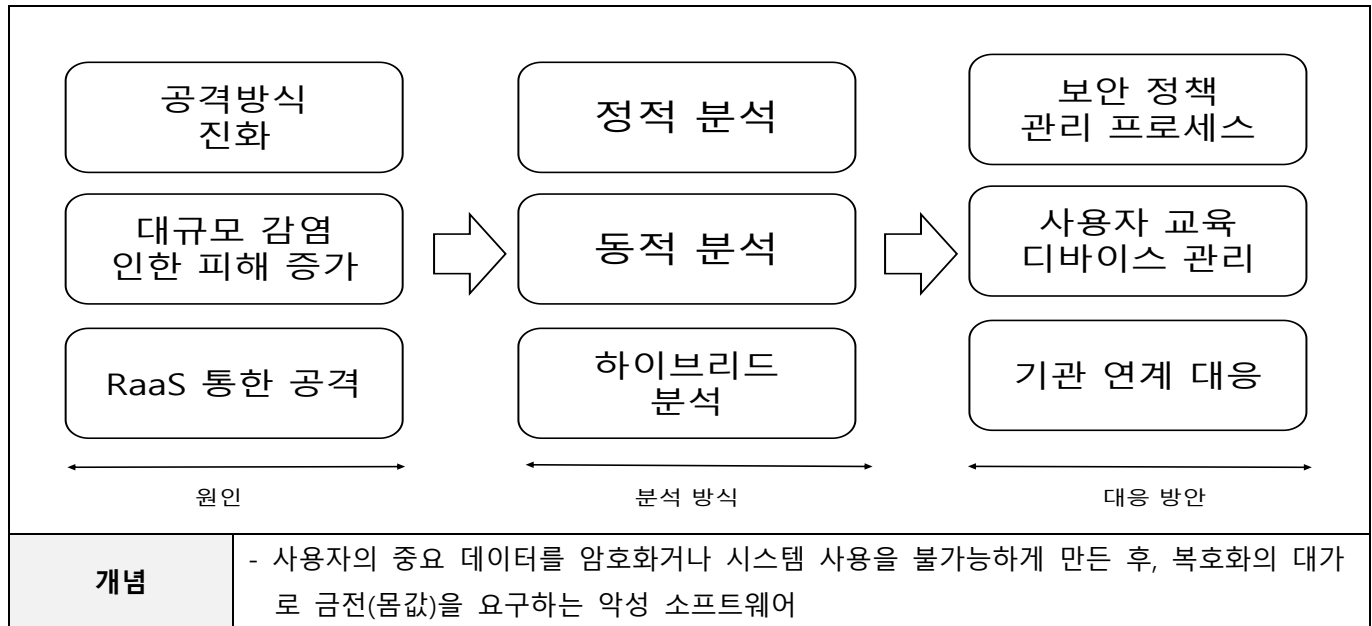 공격방식
진화
정적 분석
보안 정책
관리 프로세스
대규모 감염
인한 피해 증가
동적 분석
사용자 교육
디바이스 관리
RaaS 통한 공격
하이브리드
분석
기관 연계 대응
원인
분석 방식
대응 방안
개념
- 사용자의 중요 데이터를 암호화거나 시스템 사용을 불가능하게 만든 후, 복호화의 대가
로 금전(몸값)을 요구하는 악성 소프트웨어